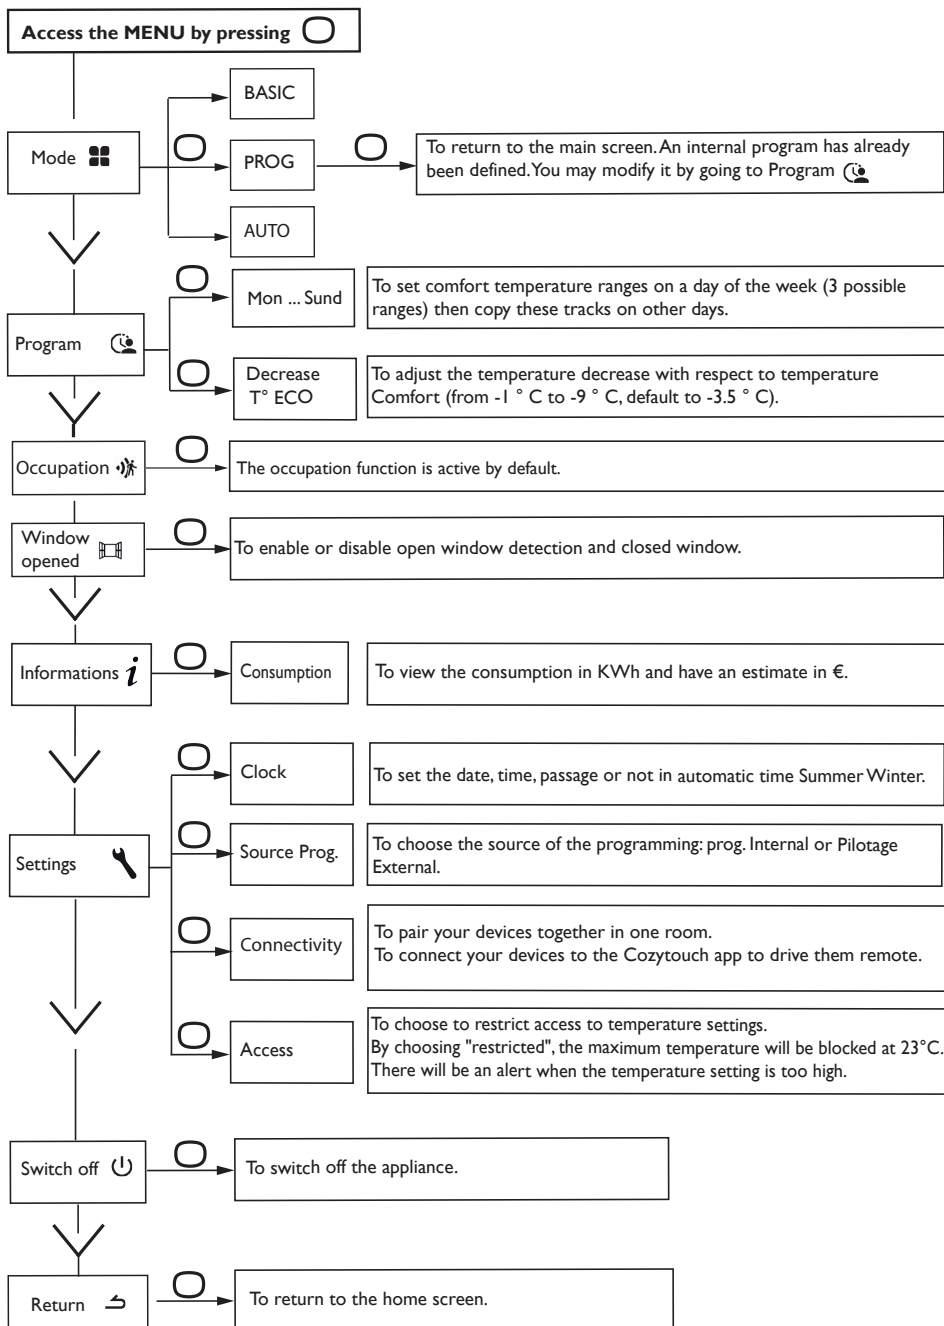 Access the MENU by pressing
BASIC
Mode
PROG
To return to the main screen. An internal program has already
been defined. You may modify it by going to Program
AUTO
Program
Mon ... Sund
To set comfort temperature ranges on a day of the week (3 possible
ranges) then copy these tracks on other days.
Decrease
T° ECO
To adjust the temperature decrease with respect to temperature
Comfort (from -1 ° C to -9 ° C, default to -3.5 ° C).
Occupation
The occupation function is active by default.
Window
opened
To enable or disable open window detection and closed window.
Informations
Consumption
To view the consumption in KWh and have an estimate in €.
Settings
Clock
To set the date, time, passage or not in automatic time Summer Winter.
Source Prog.
To choose the source of the programming: prog. Internal or Pilotage
External.
Connectivity
To pair your devices together in one room.
To connect your devices to the Cozytouch app to drive them remote.
Access
To choose to restrict access to temperature settings.
By choosing "restricted", the maximum temperature will be blocked at 23°C.
There will be an alert when the temperature setting is too high.
Switch off
To switch off the appliance.
Return
To return to the home screen.